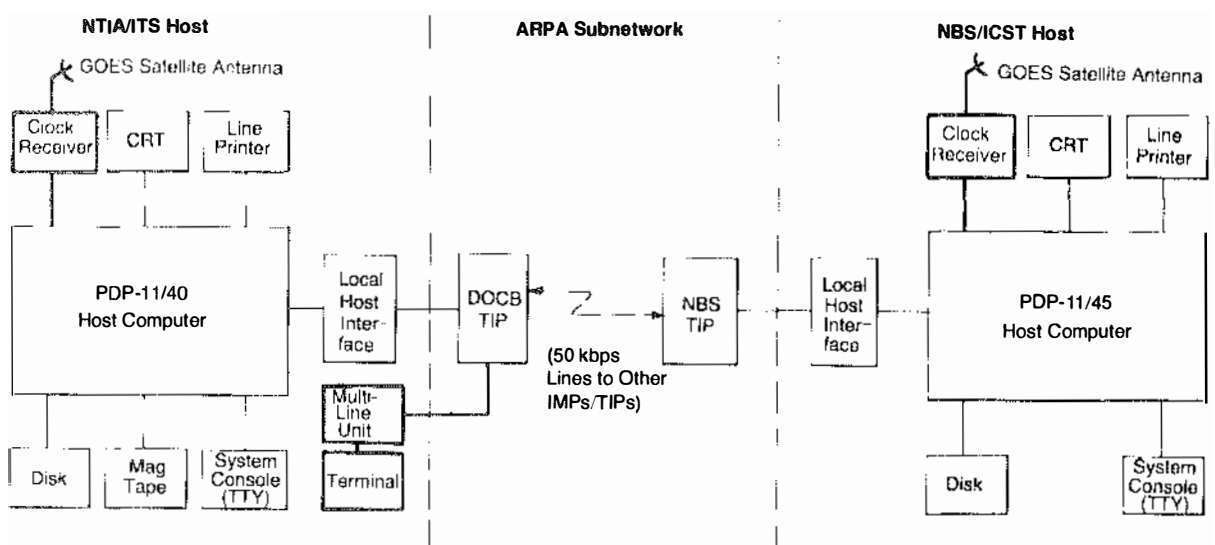 NTIA/ITS Host
ARPA Subnetwork
NBS/ICST Host
GOES Satellite Antenna
GOES Satellite Antenna
Clock
Receiver
CRT
Line
Printer
Clock
Receiver
CRT
Line
Printer
PDP-11/40
Host Computer
Local
Host
Inter-
face
DOCB
TIP
NBS
TIP
Local
Host
Inter-
face
PDP-11/45
Host Computer
(50 kbps
Lines to Other
IMPs/TIPs)
Multi-
Line
Unit
Terminal
Disk
Mag
Tape
System
Console
(TTY)
Disk
System
Console
(TTY)